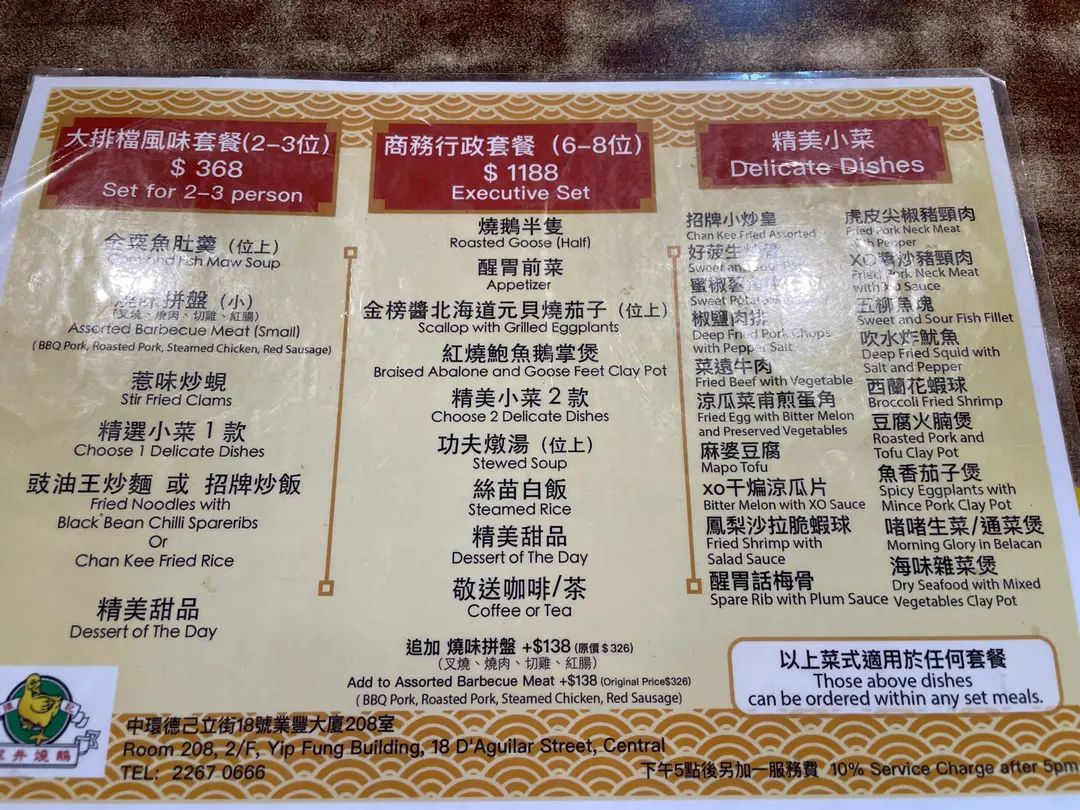 大排檔風味套餐(2-3位)
$ 368
Set for 2-3 person
金粟魚肚羹 (位上)
Corn and Fish Maw Soup
燒味拼盤 (小)
(叉燒、燒肉、切雞、紅腸)
Assorted Barbecue Meat (Small)
( BBQ Pork, Roasted Pork, Steamed Chicken, Red Sausage)
惹味炒蜆
Stir Fried Clams
精選小菜 1 款
Choose 1 Delicate Dishes
豉油王炒麵 或 招牌炒飯
Fried Noodles with
Black Bean Chilli Spareribs
Or
Chan Kee Fried Rice
精美甜品
Dessert of The Day
商務行政套餐 (6-8位)
$ 1188
Executive Set
燒鵝半隻
Roasted Goose (Half)
醒胃前菜
Appetizer
金榜醬北海道元貝燒茄子 (位上)
Scallop with Grilled Eggplants
紅燒鮑魚鵝掌煲
Braised Abalone and Goose Feet Clay Pot
精美小菜 2 款
Choose 2 Delicate Dishes
功夫燉湯 (位上)
Stewed Soup
絲苗白飯
Steamed Rice
精美甜品
Dessert of The Day
敬送咖啡/茶
Coffee or Tea
追加 燒味拼盤 +$138 (原價 $ 326)
(叉燒、燒肉、切雞、紅腸)
Add to Assorted Barbecue Meat +$138 (Original Price$326)
( BBQ Pork, Roasted Pork, Steamed Chicken, Red Sausage)
精美小菜
Delicate Dishes
招牌小炒皇
Chan Kee Fried Assorted
好菠生
Sweet and Sour
蜜椒
Sweet
椒鹽肉排
Deep Fried Pork Chops
with Pepper Salt
菜遠牛肉
Fried Beef with Vegetable
涼瓜菜甫煎蛋角
Fried Egg with Bitter Melon
and Preserved Vegetables
麻婆豆腐
Mapo Tofu
XO干煸涼瓜片
Bitter Melon with XO Sauce
鳳梨沙拉脆蝦球
Fried Shrimp with
Salad Sauce
醒胃話梅骨
Spare Rib with Plum Sauce
虎皮尖椒豬頸肉
Fried Pork Neck Meat
with Pepper
XO醬炒豬頸肉
Fried Pork Neck Meat
with XO Sauce
五柳魚塊
Sweet and Sour Fish Fillet
吹水炸魷魚
Deep Fried Squid with
Salt and Pepper
西蘭花蝦球
Broccoli Fried Shrimp
豆腐火腩煲
Roasted Pork and
Tofu Clay Pot
魚香茄子煲
Spicy Eggplants with
Mince Pork Clay Pot
啫啫生菜/通菜煲
Morning Glory in Belacan
海味雜菜煲
Dry Seafood with Mixed
Vegetables Clay Pot
以上菜式適用於任何套餐
Those above dishes
can be ordered within any set meals.
中環德己立街18號業豐大廈208室
Room 208, 2/F, Yip Fung Building, 18 D'Aguilar Street, Central
TEL: 2267 0666
下午5點後另加一服務費 10% Service Charge after 5pm